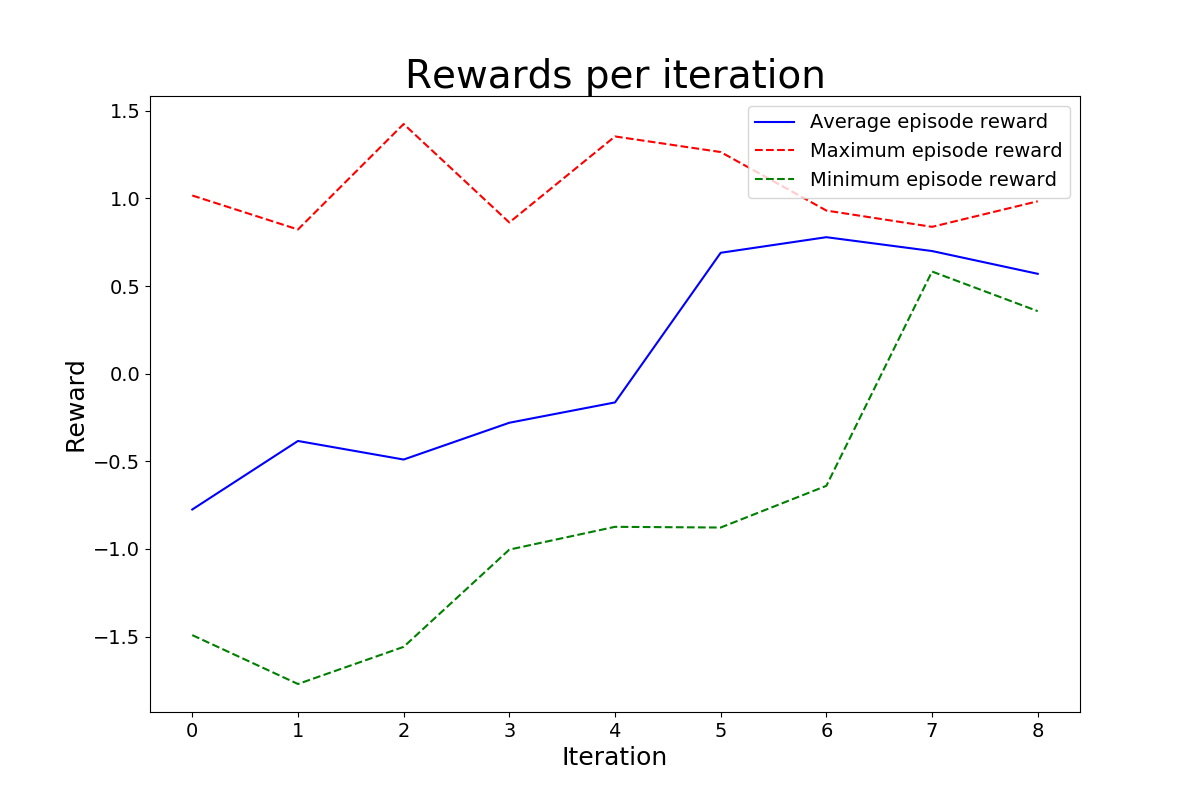 Rewards per iteration
Average episode reward
Maximum episode reward
Minimum episode reward
1.5
1.0
0.5
0.0
−0.5
−1.0
−1.5
Reward
0 1 2 3 4 5 6 7 8
Iteration